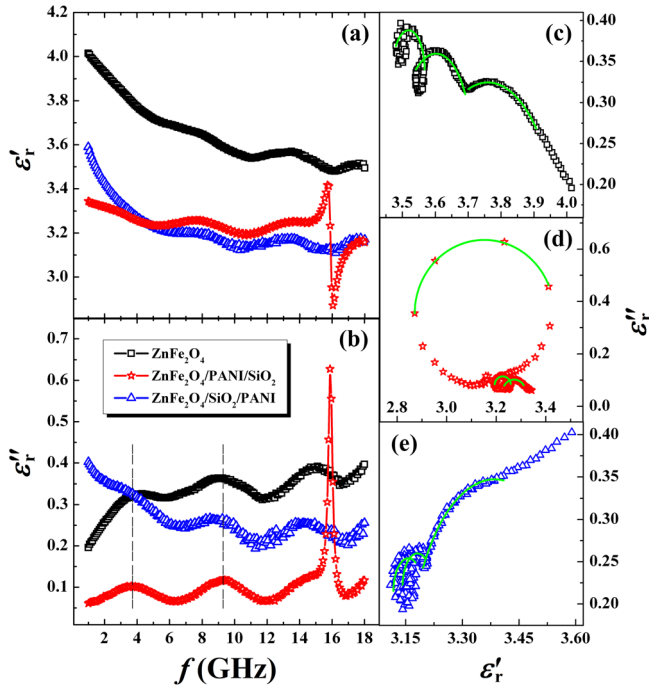 (a)
4.2
4.0
3.8
3.6
3.4
3.2
3.0
ε′r
(b)
0.7
0.6
0.5
0.4
0.3
0.2
0.1
ε″r
ZnFe2O4
ZnFe2O4/PANI/SiO2
ZnFe2O4/SiO2/PANI
2 4 6 8 10 12 14 16 18
f (GHz)
(c)
0.40
0.35
0.30
0.25
0.20
3.5 3.6 3.7 3.8 3.9 4.0
(d)
0.6
0.4
0.2
0.0
2.8 3.0 3.2 3.4
ε″r
(e)
0.40
0.35
0.30
0.25
0.20
3.15 3.30 3.45 3.60
ε′r